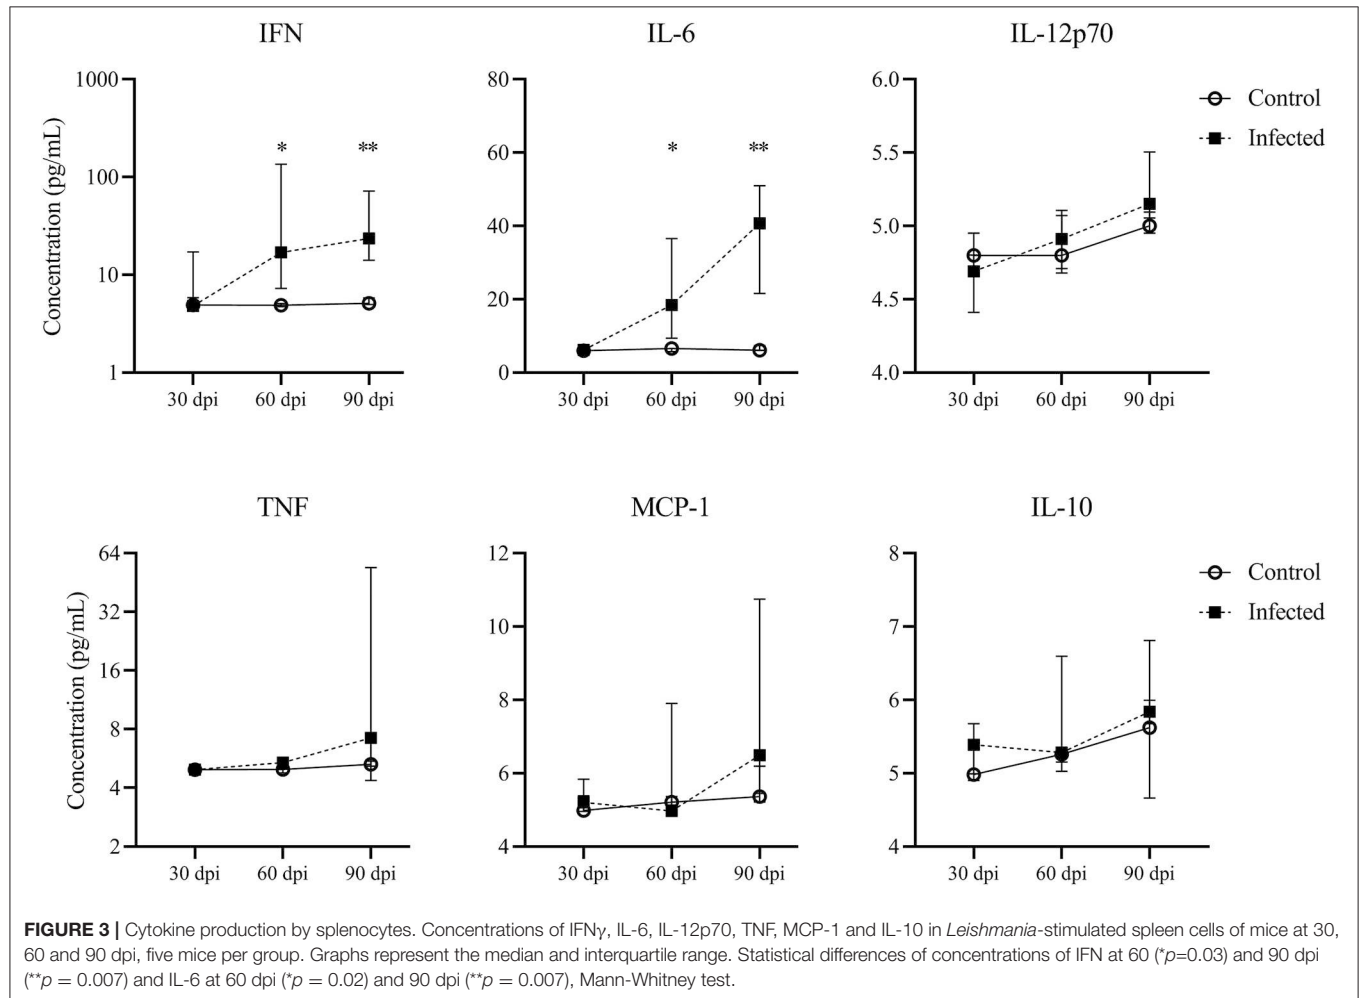 IFN
IL-6
IL-12p70
Concentration (pg/mL)
1000
100
10
1
*
**
30 dpi
60 dpi
90 dpi
80
60
40
20
0
*
**
30 dpi
60 dpi
90 dpi
6.0
5.5
5.0
4.5
4.0
30 dpi
60 dpi
90 dpi
Control
Infected
TNF
MCP-1
IL-10
Concentration (pg/mL)
64
32
16
8
4
2
30 dpi
60 dpi
90 dpi
12
10
8
6
4
30 dpi
60 dpi
90 dpi
8
7
6
5
4
30 dpi
60 dpi
90 dpi
Control
Infected
FIGURE 3 | Cytokine production by splenocytes. Concentrations of IFNγ, IL-6, IL-12p70, TNF, MCP-1 and IL-10 in Leishmania-stimulated spleen cells of mice at 30,
60 and 90 dpi, five mice per group. Graphs represent the median and interquartile range. Statistical differences of concentrations of IFN at 60 (*p=0.03) and 90 dpi
(**p = 0.007) and IL-6 at 60 dpi (*p = 0.02) and 90 dpi (**p = 0.007), Mann-Whitney test.